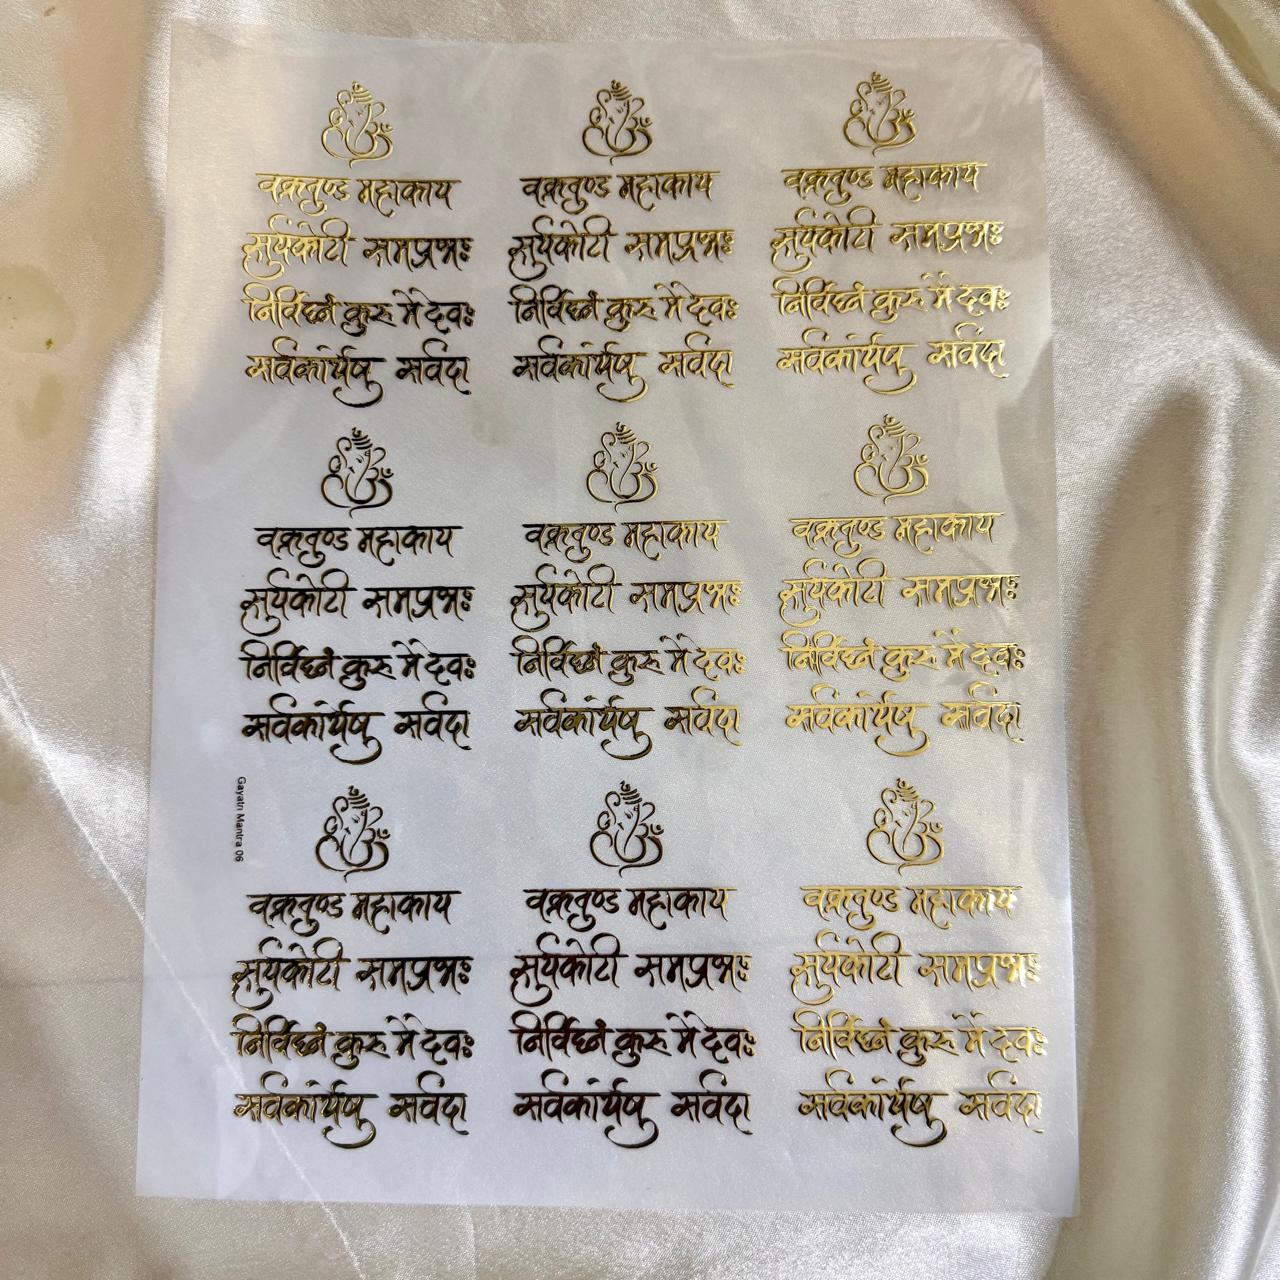 वक्रतुण्ड महाकाय वक्रतुण्ड महाकाय वक्रतुण्ड महाकाय
सुर्यकोटी समप्रभः सुर्यकोटी समप्रभः सुर्यकोटी समप्रभः
निर्विघ्नं कुरु मे देवः निर्विघ्नं कुरु मे देवः निर्विघ्नं कुरु मे देवः
सर्वकार्येषु सर्वदा सर्वकार्येषु सर्वदा सर्वकार्येषु सर्वदा
वक्रतुण्ड महाकाय वक्रतुण्ड महाकाय वक्रतुण्ड महाकाय
सुर्यकोटी समप्रभः सुर्यकोटी समप्रभः सुर्यकोटी समप्रभः
निर्विघ्नं कुरु मे देवः निर्विघ्नं कुरु मे देवः निर्विघ्नं कुरु मे देवः
सर्वकार्येषु सर्वदा सर्वकार्येषु सर्वदा सर्वकार्येषु सर्वदा
Gayatri Mantra 06
वक्रतुण्ड महाकाय वक्रतुण्ड महाकाय वक्रतुण्ड महाकाय
सुर्यकोटी समप्रभः सुर्यकोटी समप्रभः सुर्यकोटी समप्रभः
निर्विघ्नं कुरु मे देवः निर्विघ्नं कुरु मे देवः निर्विघ्नं कुरु मे देवः
सर्वकार्येषु सर्वदा सर्वकार्येषु सर्वदा सर्वकार्येषु सर्वदा